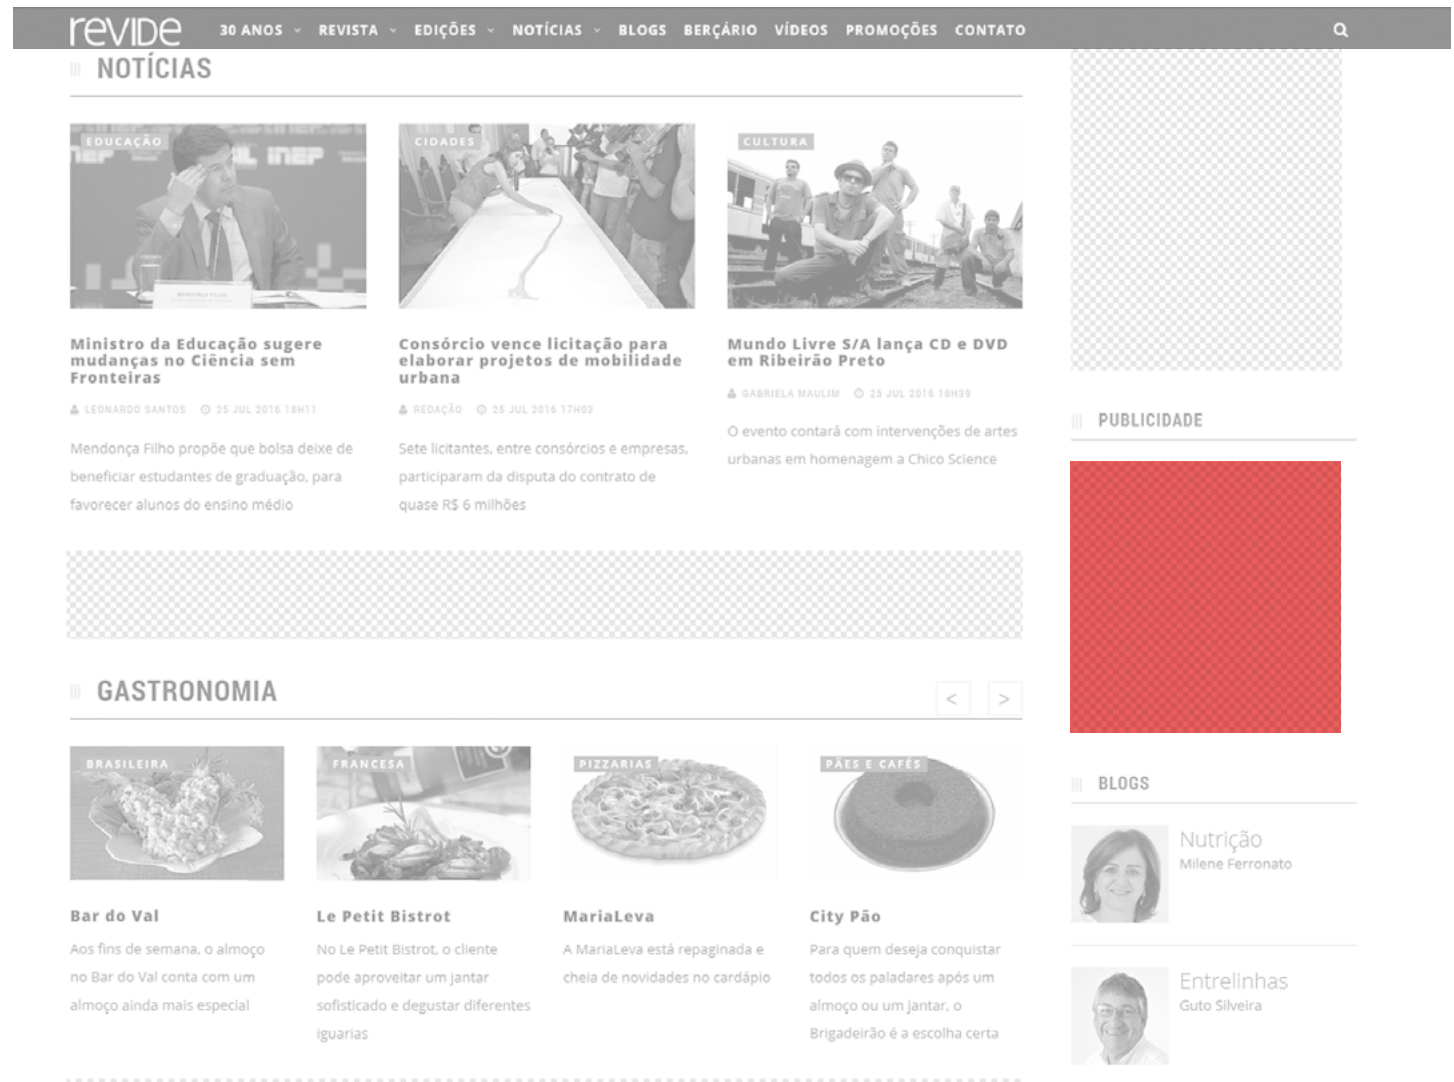 revide
30 ANOS REVISTA EDIÇÕES NOTÍCIAS BLOGS BERÇÁRIO VÍDEOS PROMOÇÕES CONTATO
NOTÍCIAS
EDUCAÇÃO
INEP
MENDONÇA FILHO
Ministro da Educação sugere
mudanças no Ciência sem
Fronteiras
LEONARDO SANTOS 25 JUL 2016 18H11
Mendonça Filho propõe que bolsa deixe de
beneficiar estudantes de graduação, para
favorecer alunos do ensino médio
CIDADES
Consórcio vence licitação para
elaborar projetos de mobilidade
urbana
REDAÇÃO 25 JUL 2016 17H03
Sete licitantes, entre consórcios e empresas,
participaram da disputa do contrato de
quase R$ 6 milhões
CULTURA
Mundo Livre S/A lança CD e DVD
em Ribeirão Preto
GABRIELA MAULIM 25 JUL 2016 16H39
O evento contará com intervenções de artes
urbanas em homenagem a Chico Science
PUBLICIDADE
GASTRONOMIA
< >
BRASILEIRA
Bar do Val
Aos fins de semana, o almoço
no Bar do Val conta com um
almoço ainda mais especial
FRANCESA
Le Petit Bistrot
No Le Petit Bistrot, o cliente
pode aproveitar um jantar
sofisticado e degustar diferentes
iguarias
PIZZARIAS
MariaLeva
A MariaLeva está repaginada e
cheia de novidades no cardápio
PÃES E CAFÉS
City Pão
Para quem deseja conquistar
todos os paladares após um
almoço ou um jantar, o
Brigadeirão é a escolha certa
BLOGS
Nutrição
Milene Ferronato
Entrelinhas
Guto Silveira